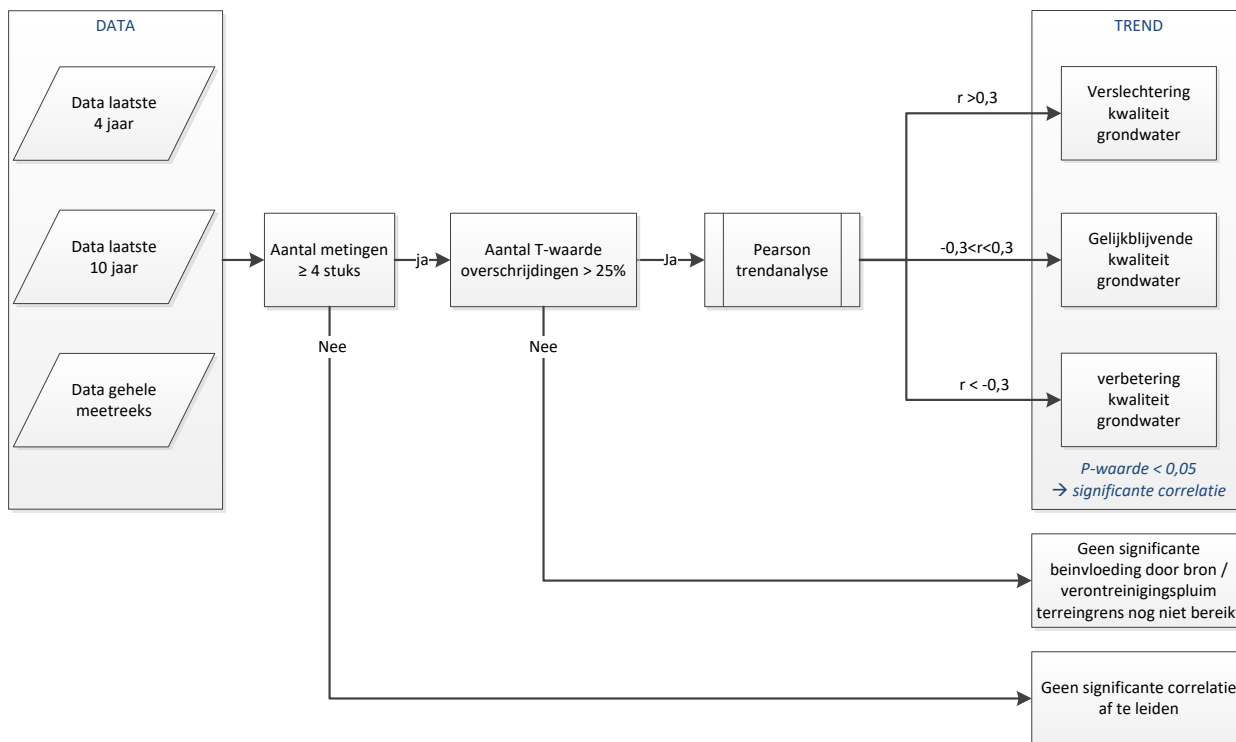 DATA
Data laatste
4 jaar
Data laatste
10 jaar
Data gehele
meetreeks
Aantal metingen
≥ 4 stuks
ja
Nee
Aantal T-waarde
overschrijdingen > 25%
Ja
Nee
Pearson
trendanalyse
r >0,3
-0,3<r<0,3
r < -0,3
TREND
Verslechtering
kwaliteit
grondwater
Gelijkblijvende
kwaliteit
grondwater
verbetering
kwaliteit
grondwater
P-waarde < 0,05
→ significante correlatie
Geen significante
beinvloeding door bron /
verontreinigingspluim
terreingrens nog niet bereikt
Geen significante correlatie
af te leiden